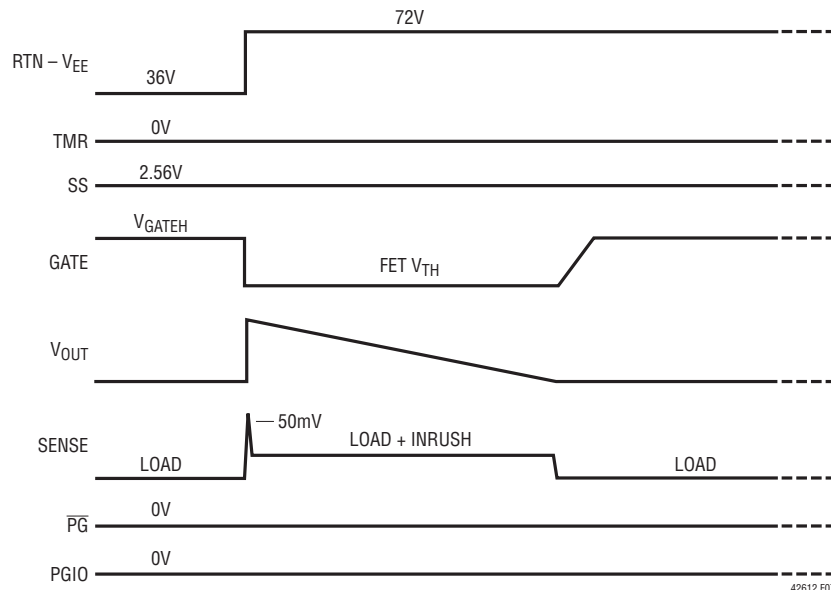 72V
RTN – VEE
36V
TMR 0V
SS 2.56V
VGATEH
GATE FET VTH
VOUT
50mV
SENSE LOAD LOAD + INRUSH LOAD
PG 0V
PGIO 0V